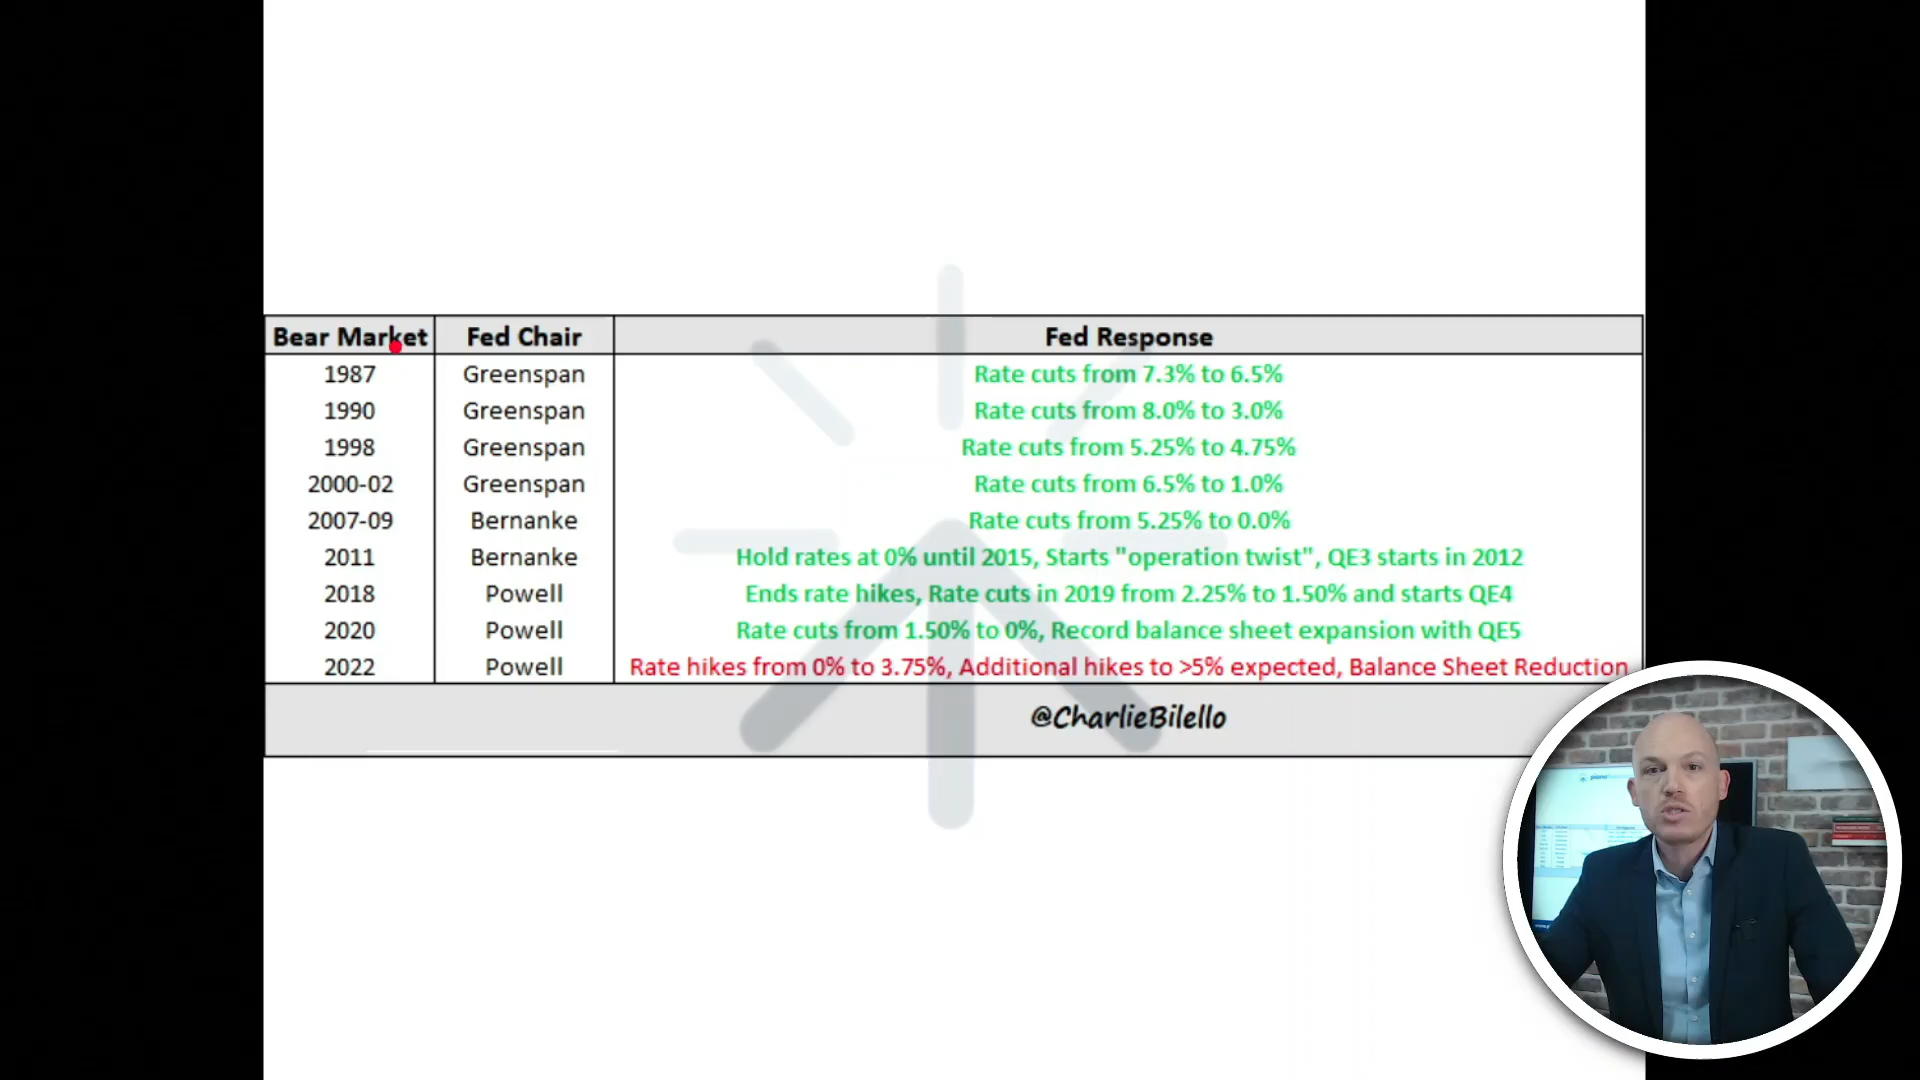 Bear Market Fed Chair Fed Response
1987 Greenspan Rate cuts from 7.3% to 6.5%
1990 Greenspan Rate cuts from 8.0% to 3.0%
1998 Greenspan Rate cuts from 5.25% to 4.75%
2000-02 Greenspan Rate cuts from 6.5% to 1.0%
2007-09 Bernanke Rate cuts from 5.25% to 0.0%
2011 Bernanke Hold rates at 0% until 2015, Starts "operation twist", QE3 starts in 2012
2018 Powell Ends rate hikes, Rate cuts in 2019 from 2.25% to 1.50% and starts QE4
2020 Powell Rate cuts from 1.50% to 0%, Record balance sheet expansion with QE5
2022 Powell Rate hikes from 0% to 3.75%, Additional hikes to >5% expected, Balance Sheet Reduction
@CharlieBilello